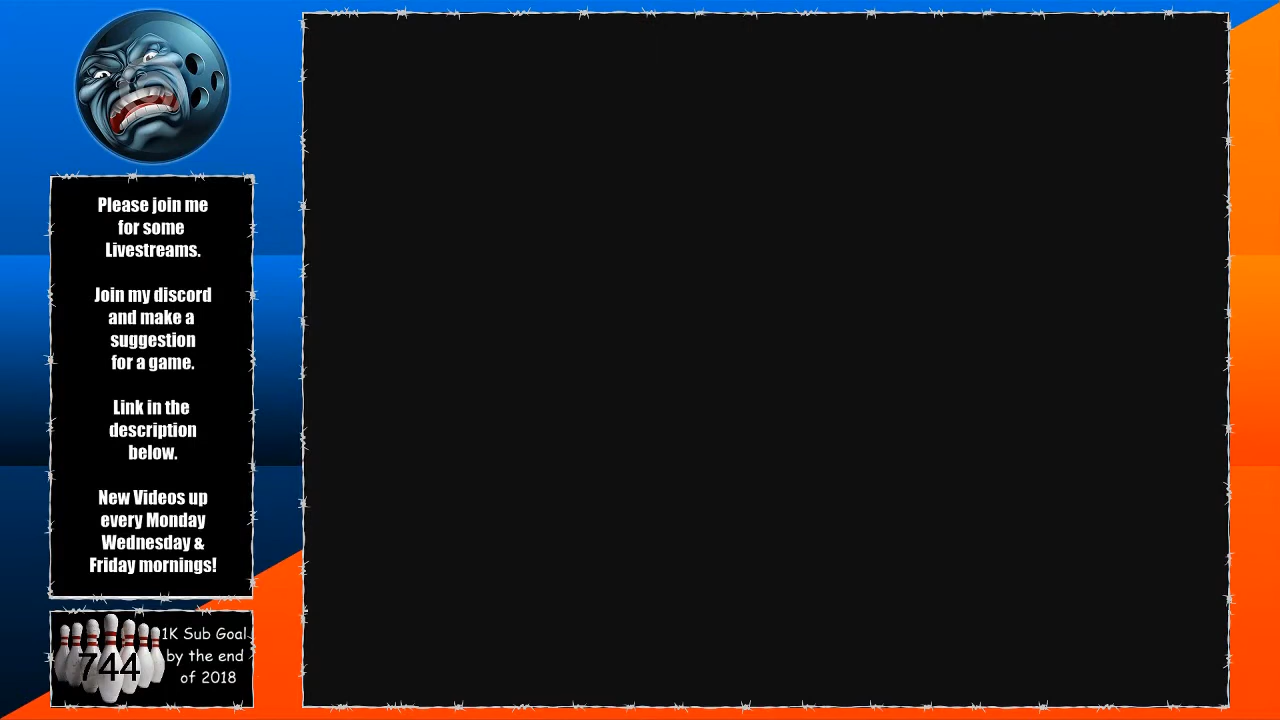 Please join me
for some
Livestreams.
Join my discord
and make a
suggestion
for a game.
Link in the
description
below.
New Videos up
every Monday
Wednesday &
Friday mornings!
744
1K Sub Goal
by the end
of 2018